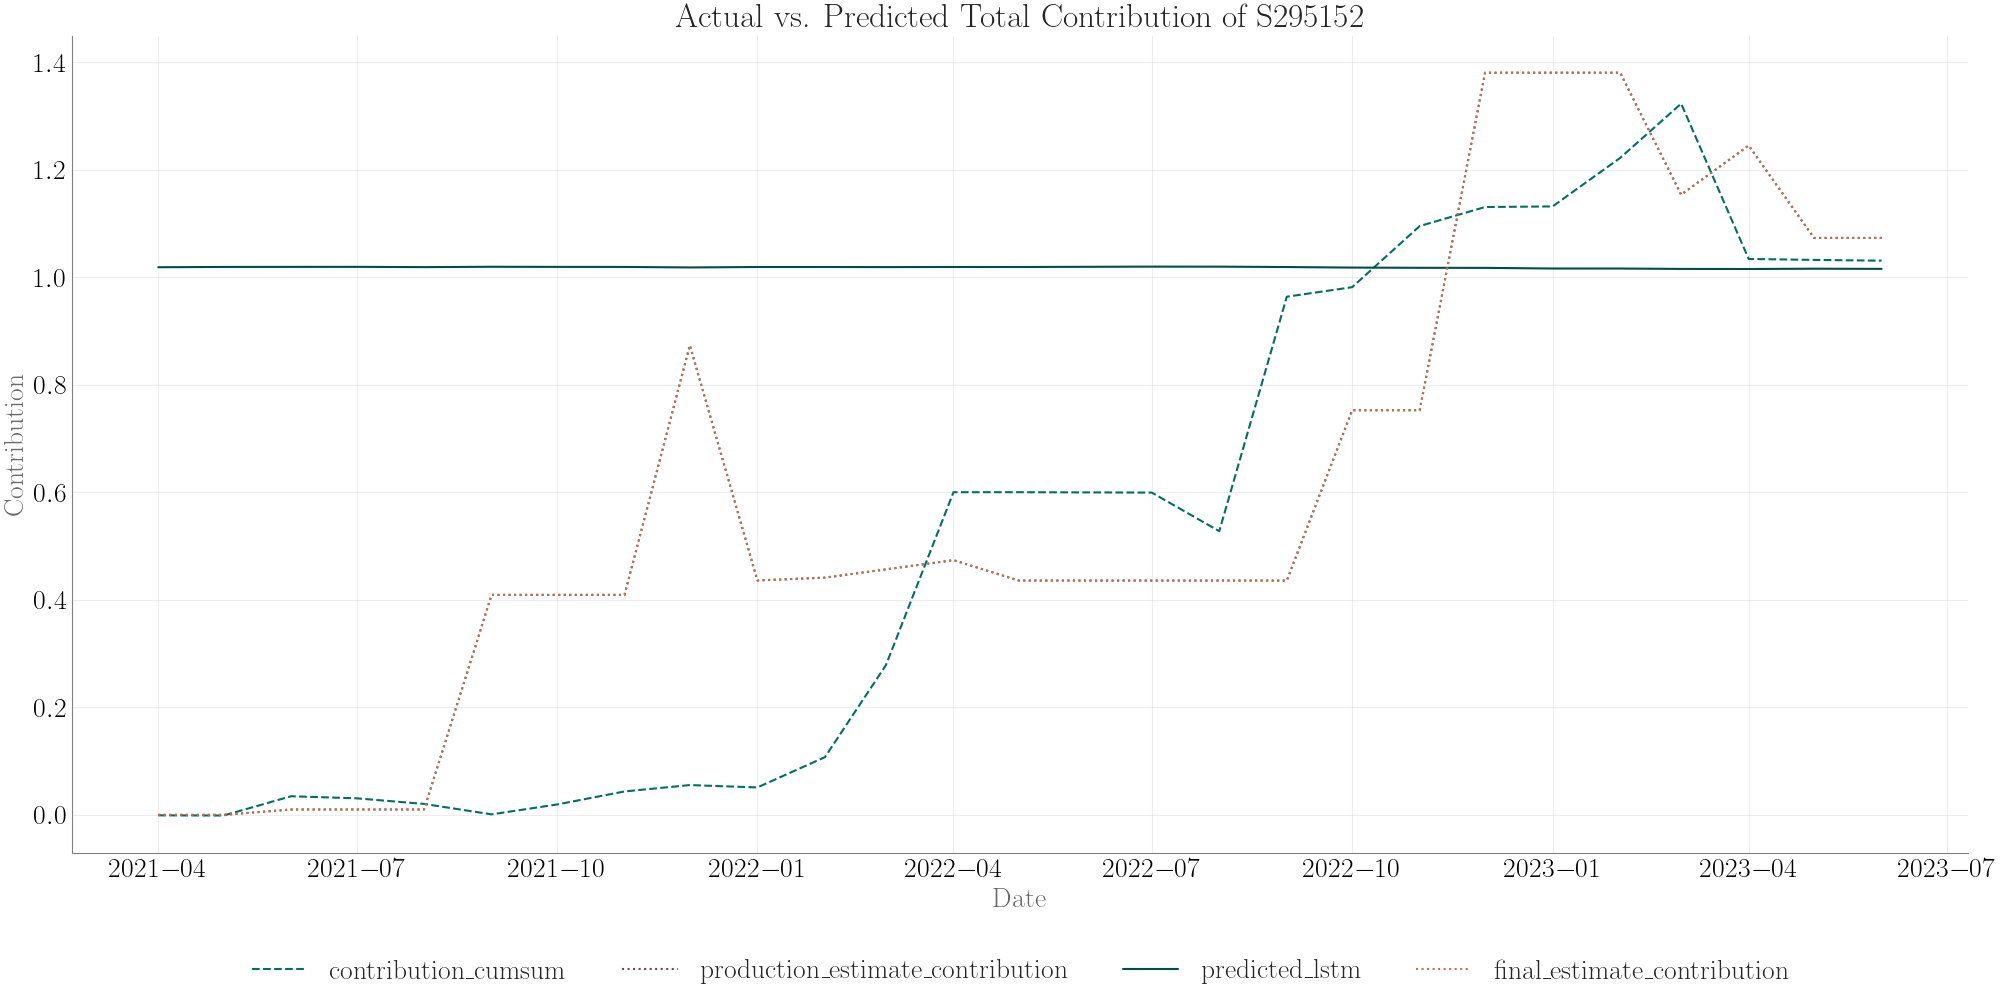 Actual vs. Predicted Total Contribution of S295152
1.4
1.2
1.0
0.8
0.6
0.4
0.2
0.0
Contribution
2021−04 2021−07 2021−10 2022−01 2022−04 2022−07 2022−10 2023−01 2023−04 2023−07
Date
contribution_cumsum production_estimate_contribution predicted_lstm final_estimate_contribution